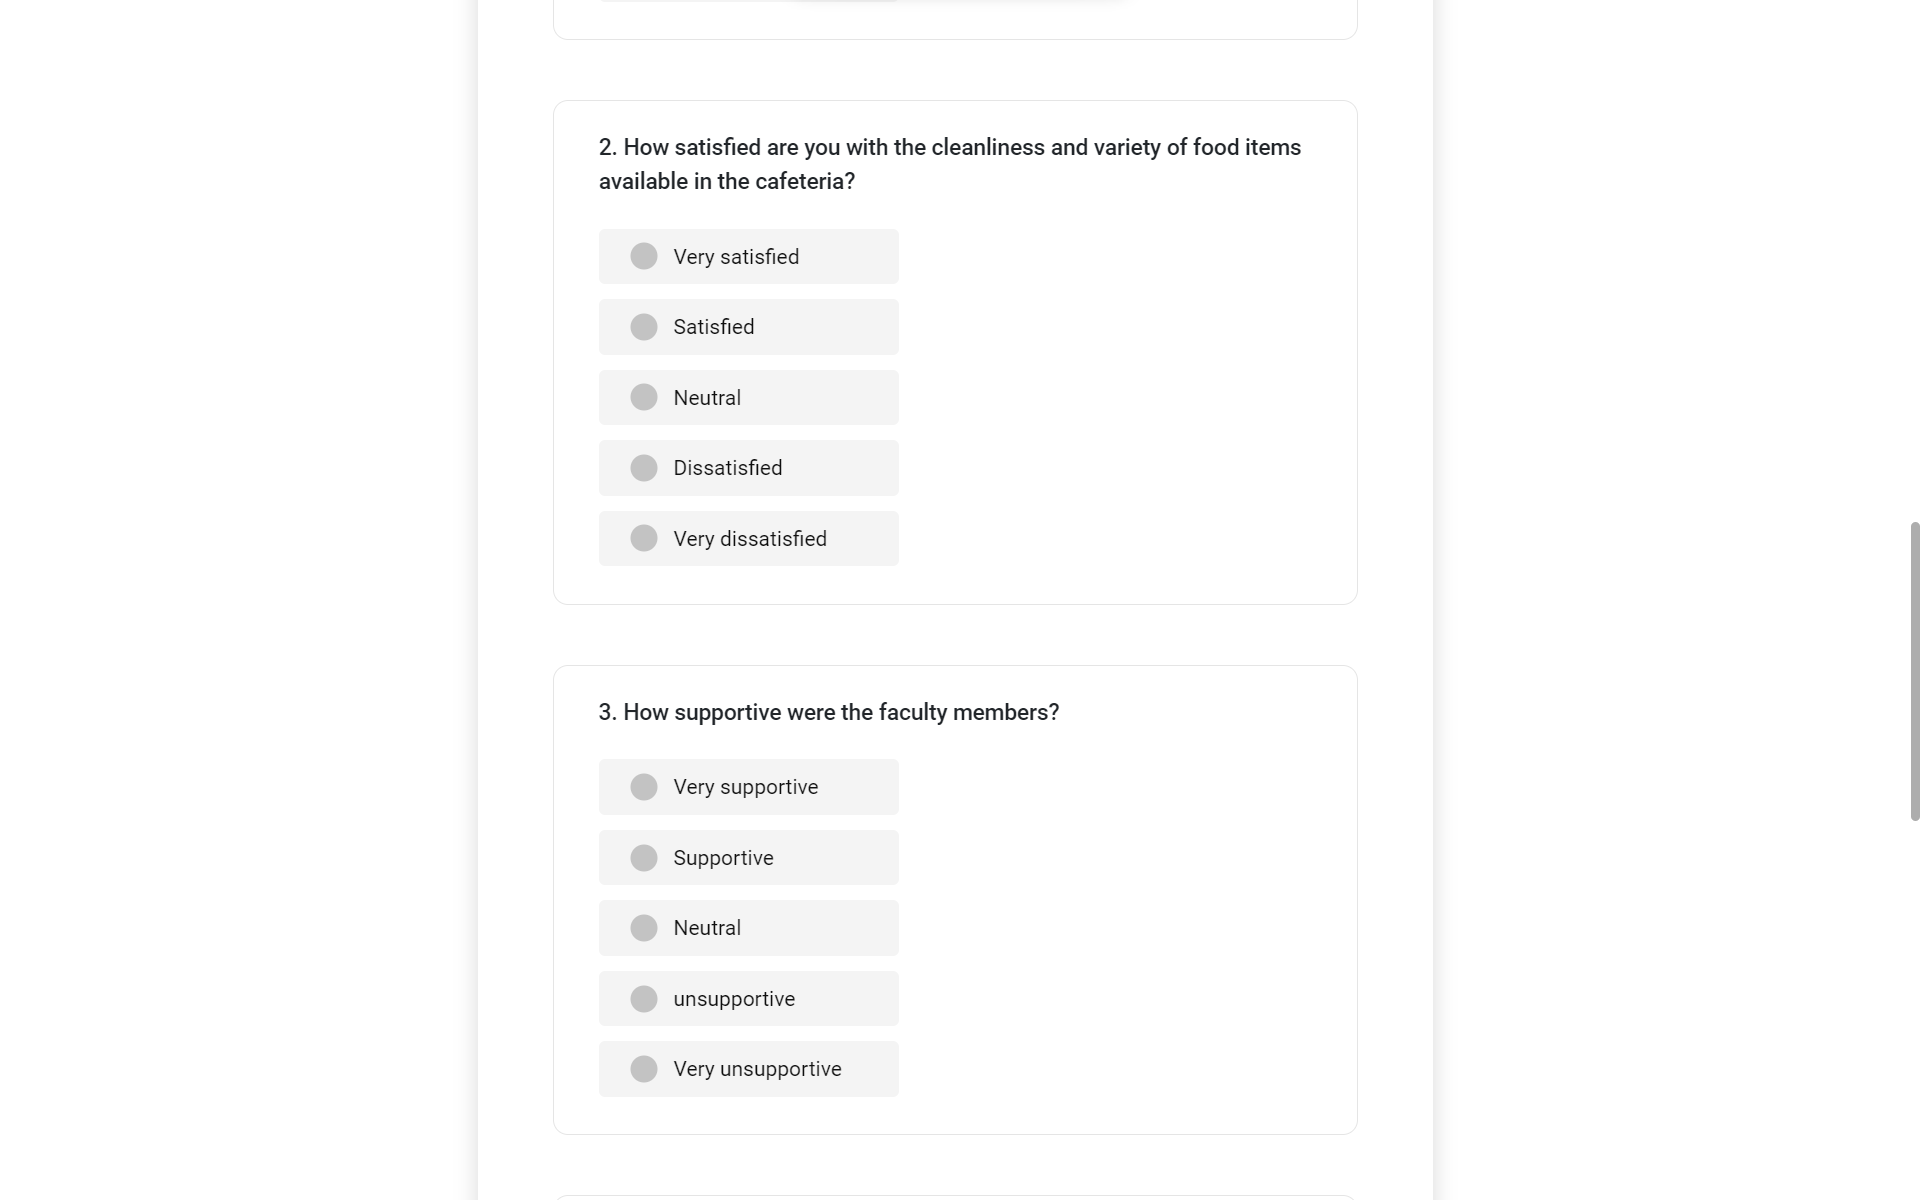 2. How satisfied are you with the cleanliness and variety of food items
available in the cafeteria?
Very satisfied
Satisfied
Neutral
Dissatisfied
Very dissatisfied
3. How supportive were the faculty members?
Very supportive
Supportive
Neutral
unsupportive
Very unsupportive